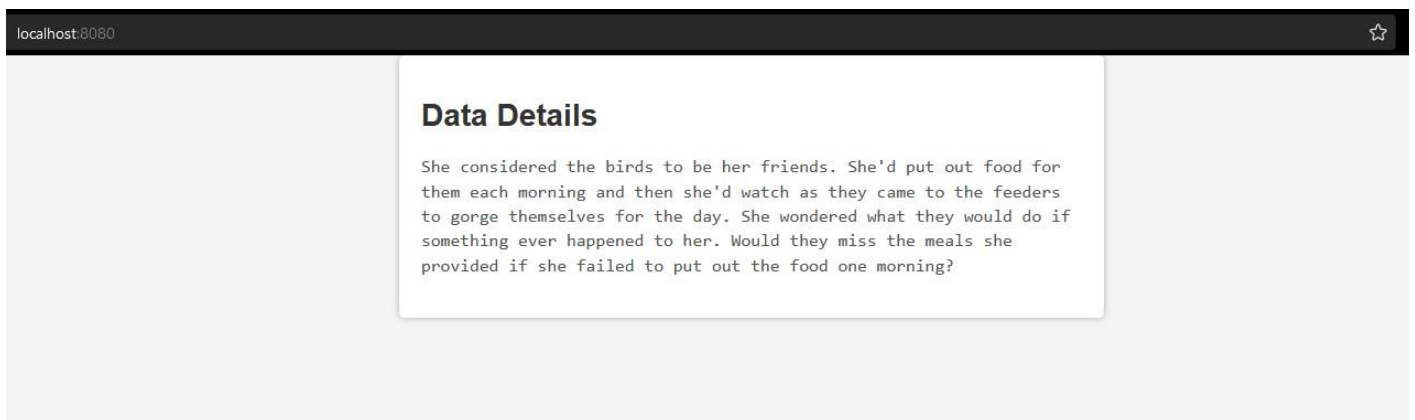 localhost:8080
Data Details
She considered the birds to be her friends. She'd put out food for
them each morning and then she'd watch as they came to the feeders
to gorge themselves for the day. She wondered what they would do if
something ever happened to her. Would they miss the meals she
provided if she failed to put out the food one morning?